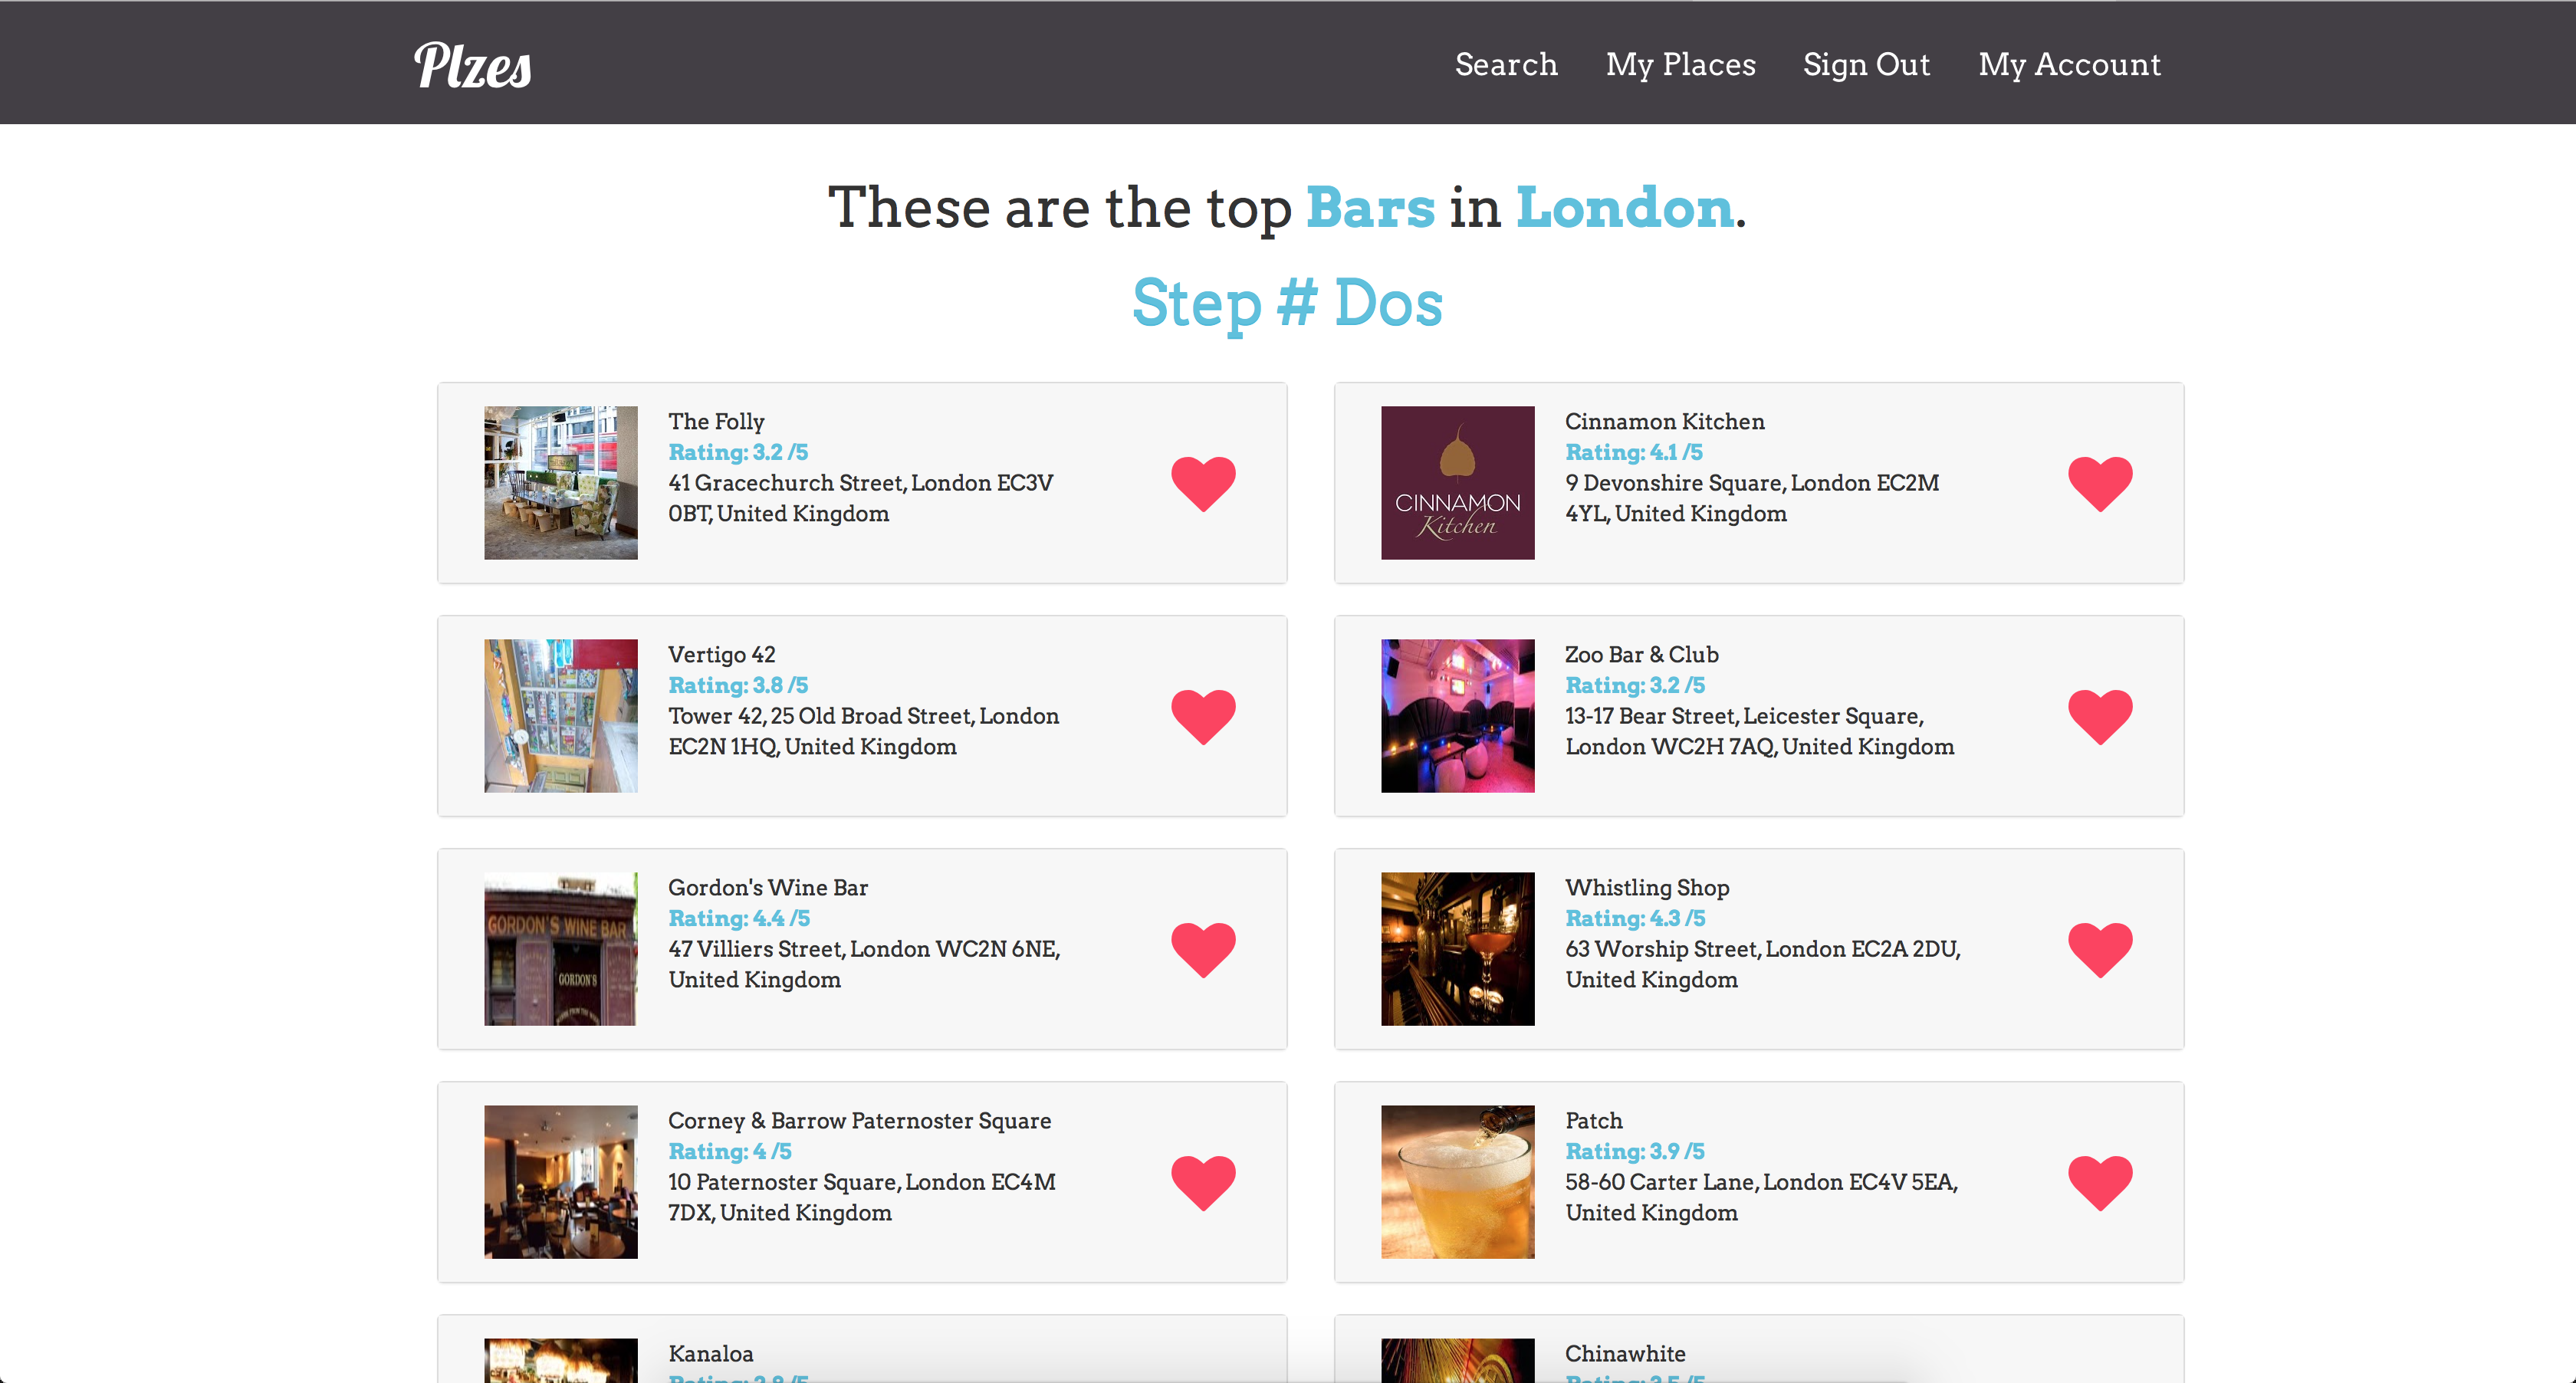 Plzes
Search
My Places
Sign Out
My Account
These are the top Bars in London.
Step # Dos
The Folly
Rating: 3.2 /5
41 Gracechurch Street, London EC3V
0BT, United Kingdom
CINNAMON
Kitchen
Cinnamon Kitchen
Rating: 4.1 /5
9 Devonshire Square, London EC2M
4YL, United Kingdom
Vertigo 42
Rating: 3.8 /5
Tower 42, 25 Old Broad Street, London
EC2N 1HQ, United Kingdom
Zoo Bar & Club
Rating: 3.2 /5
13-17 Bear Street, Leicester Square,
London WC2H 7AQ, United Kingdom
GORDON'S WINE BAR
GORDON'S
Gordon's Wine Bar
Rating: 4.4 /5
47 Villiers Street, London WC2N 6NE,
United Kingdom
Whistling Shop
Rating: 4.3 /5
63 Worship Street, London EC2A 2DU,
United Kingdom
Corney & Barrow Paternoster Square
Rating: 4 /5
10 Paternoster Square, London EC4M
7DX, United Kingdom
Patch
Rating: 3.9 /5
58-60 Carter Lane, London EC4V 5EA,
United Kingdom
Kanaloa
Rating:
Chinawhite
Rating: